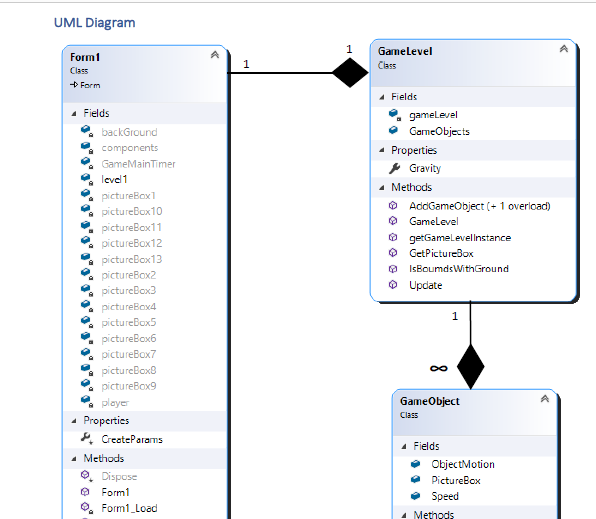 UML Diagram
Form1
Class
Form
Fields
backGround
components
GameMainTimer
level1
pictureBox1
pictureBox10
pictureBox11
pictureBox12
pictureBox13
pictureBox2
pictureBox3
pictureBox4
pictureBox5
pictureBox6
pictureBox7
pictureBox8
pictureBox9
player
Properties
CreateParams
Methods
Dispose
Form1
Form1_Load
1
1
GameLevel
Class
Fields
gameLevel
GameObjects
Properties
Gravity
Methods
AddGameObject (+ 1 overload)
GameLevel
getGameLevelInstance
GetPictureBox
IsBoumdsWithGround
Update
1
∞
GameObject
Class
Fields
ObjectMotion
PictureBox
Speed
Methods